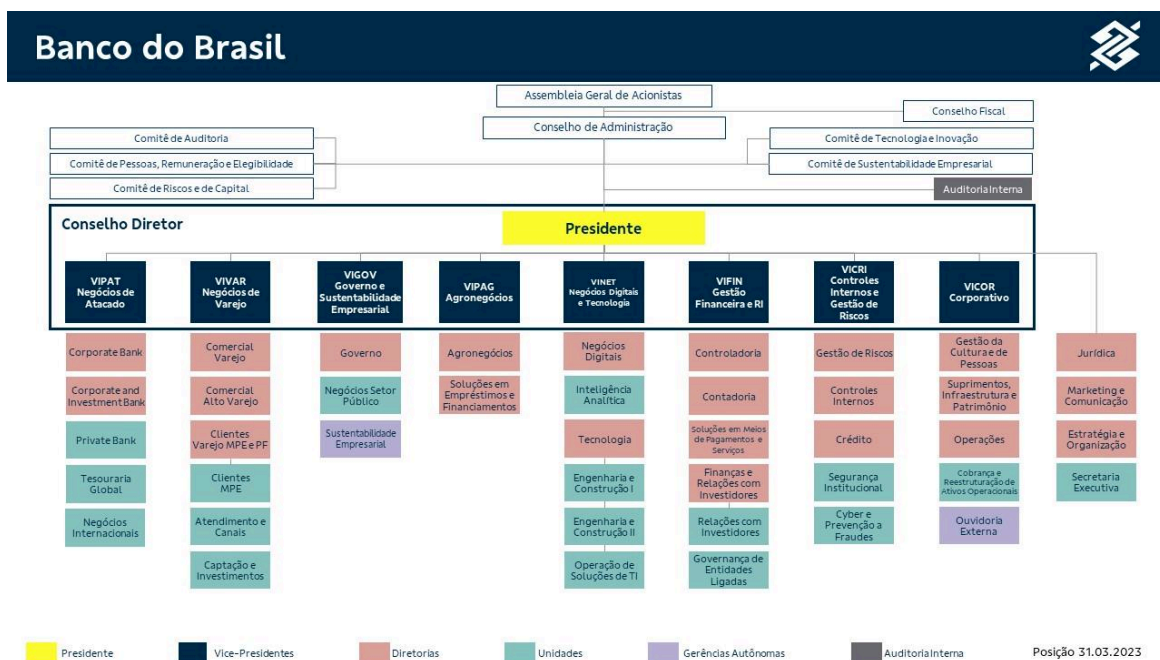 Banco do Brasil
Assembleia Geral de Acionistas
Conselho Fiscal
Conselho de Administração
Comitê de Auditoria
Comitê de Tecnologia e Inovação
Comitê de Pessoas, Remuneração e Elegibilidade
Comitê de Sustentabilidade Empresarial
Comitê de Riscos e de Capital
Auditoria Interna
Conselho Diretor
Presidente
VIPAT
Negócios de
Atacado
VIVAR
Negócios de
Varejo
VIGOV
Governo e
Sustentabilidade
Empresarial
VIPAG
Agronegócios
VINET
Negócios Digitais
e Tecnologia
VIFIN
Gestão
Financeira e RI
VICRI
Controles
Internos e
Gestão de
Riscos
VICOR
Corporativo
Corporate Bank
Corporate and
Investment Bank
Private Bank
Tesouraria
Global
Negócios
Internacionais
Comercial
Varejo
Comercial
Alto Varejo
Clientes
Varejo MPE e PF
Clientes
MPE
Atendimento e
Canais
Captação e
Investimentos
Governo
Negócios Setor
Público
Sustentabilidade
Empresarial
Agronegócios
Soluções em
Empréstimos e
Financiamentos
Negócios
Digitais
Inteligência
Analítica
Tecnologia
Engenharia e
Construção I
Engenharia e
Construção II
Operação de
Soluções de TI
Controladoria
Contadoria
Soluções em Meios
de Pagamentos e
Serviços
Finanças e
Relações com
Investidores
Relações com
Investidores
Governança de
Entidades
Ligadas
Gestão de Riscos
Controles
Internos
Crédito
Segurança
Institucional
Cyber e
Prevenção a
Fraudes
Gestão da
Cultura e de
Pessoas
Suprimentos,
Infraestrutura e
Patrimônio
Operações
Cobrança e
Reestruturação de
Ativos Operacionais
Ouvidoria
Externa
Jurídica
Marketing e
Comunicação
Estratégia e
Organização
Secretaria
Executiva
Presidente
Vice-Presidentes
Diretorias
Unidades
Gerências Autônomas
Auditoria Interna
Posição 31.03.2023